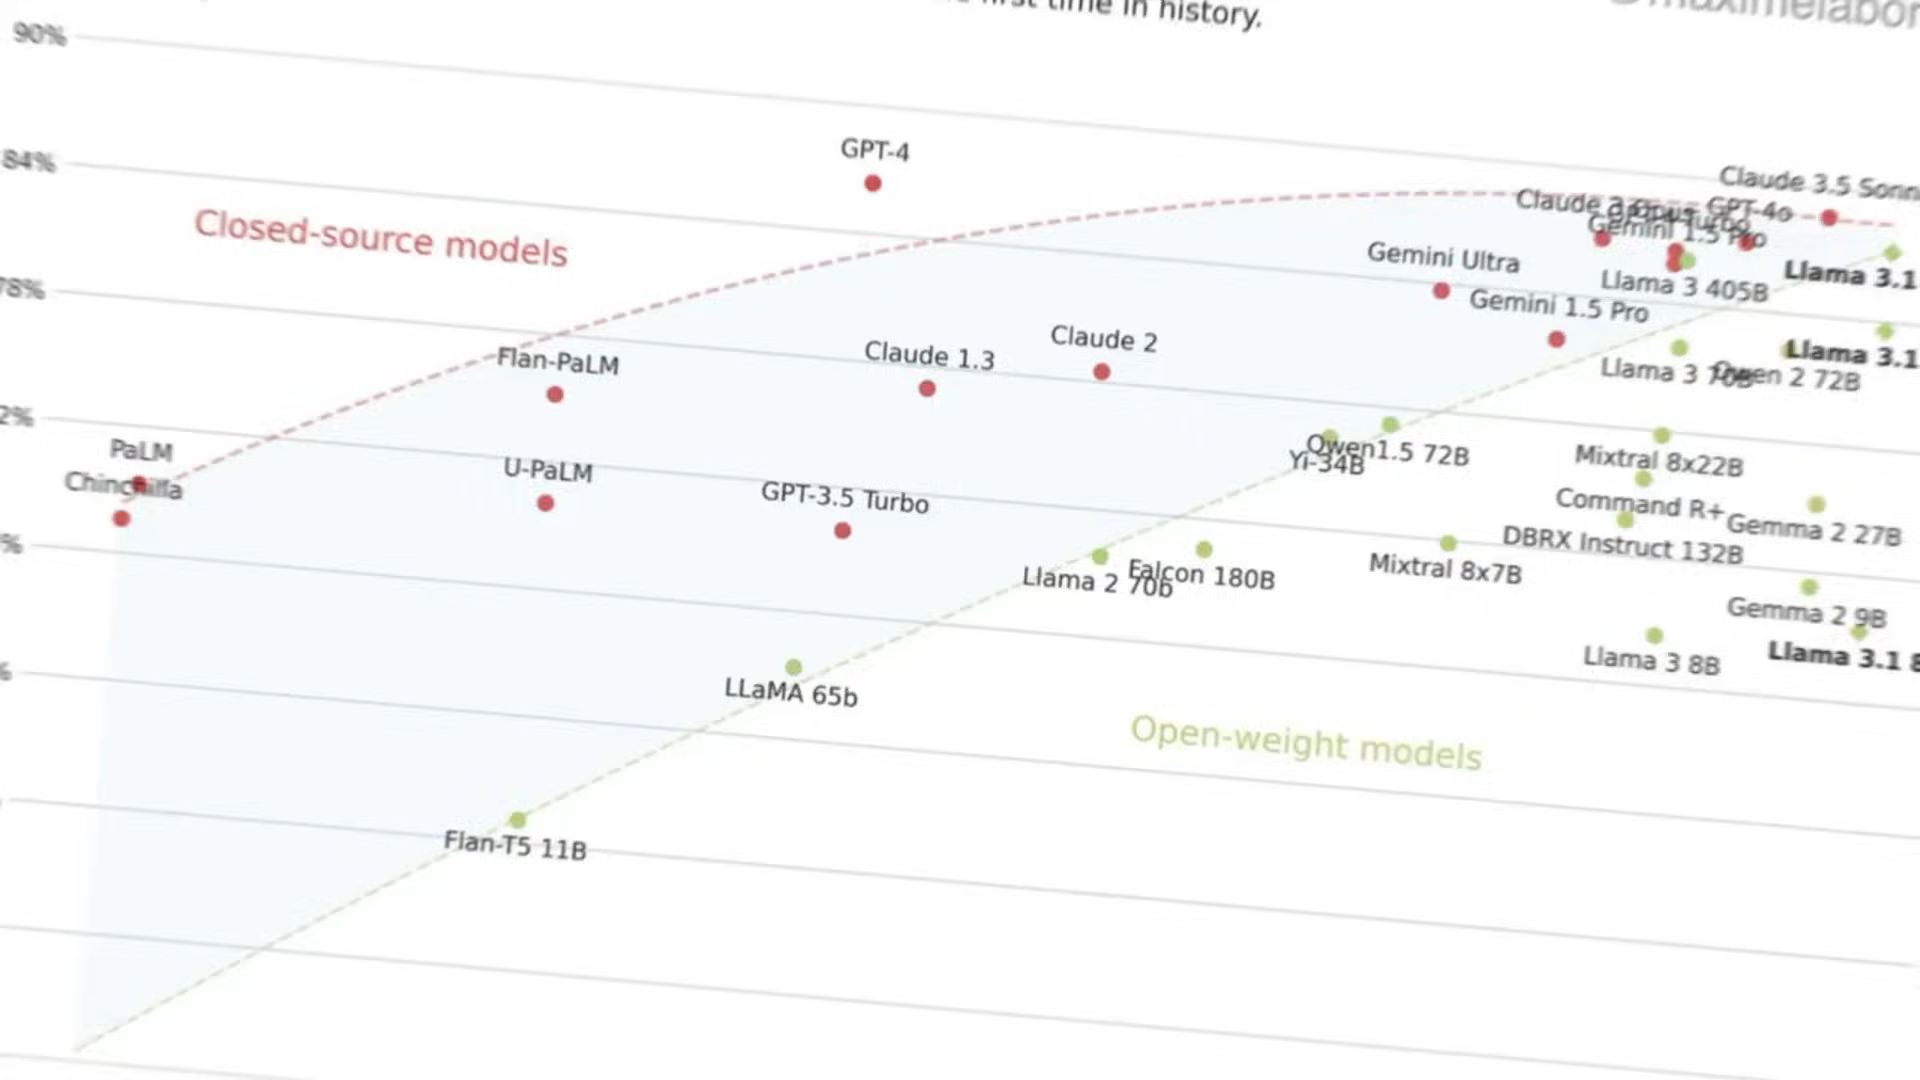 first time in history.
@maximelabon
90%
84%
78%
2%
%
%
GPT-4
Closed-source models
Claude 3.5 Sonn
Claude 3 Opus
GPT-4o
Gemini 1.5 Pro
Gemini Ultra
Llama 3 405B
Llama 3.1
Gemini 1.5 Pro
Claude 2
Claude 1.3
Flan-PaLM
Llama 3.1
Llama 3 70B
Qwen 2 72B
PaLM
Chinchilla
U-PaLM
GPT-3.5 Turbo
Qwen1.5 72B
Yi-34B
Mixtral 8x22B
Command R+
Gemma 2 27B
DBRX Instruct 132B
Mixtral 8x7B
Falcon 180B
Llama 2 70b
Gemma 2 9B
Llama 3 8B
Llama 3.1 8
LLaMA 65b
Open-weight models
Flan-T5 11B